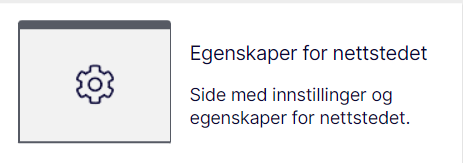 Egenskaper for nettstedet
Side med innstillinger og
egenskaper for nettstedet.